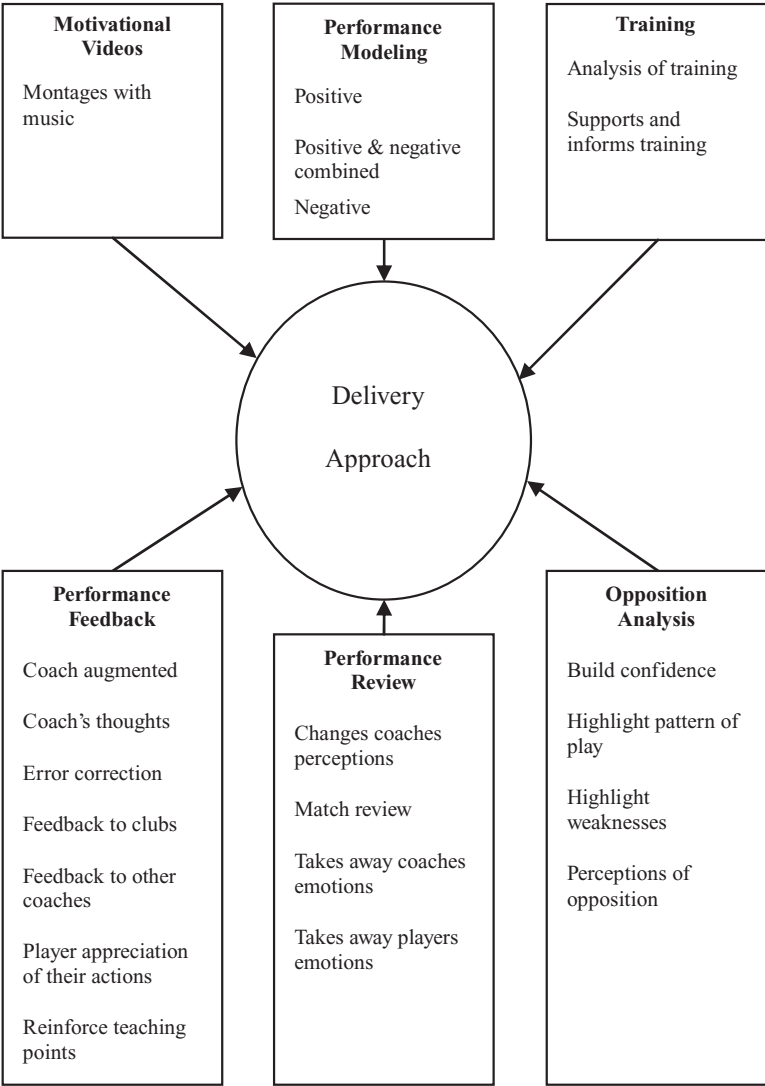 Motivational
Videos
Montages with
music
Performance
Modeling
Positive
Positive & negative
combined
Negative
Training
Analysis of training
Supports and
informs training
Delivery
Approach
Performance
Feedback
Coach augmented
Coach’s thoughts
Error correction
Feedback to clubs
Feedback to other
coaches
Player appreciation
of their actions
Reinforce teaching
points
Performance
Review
Changes coaches
perceptions
Match review
Takes away coaches
emotions
Takes away players
emotions
Opposition
Analysis
Build confidence
Highlight pattern of
play
Highlight
weaknesses
Perceptions of
opposition